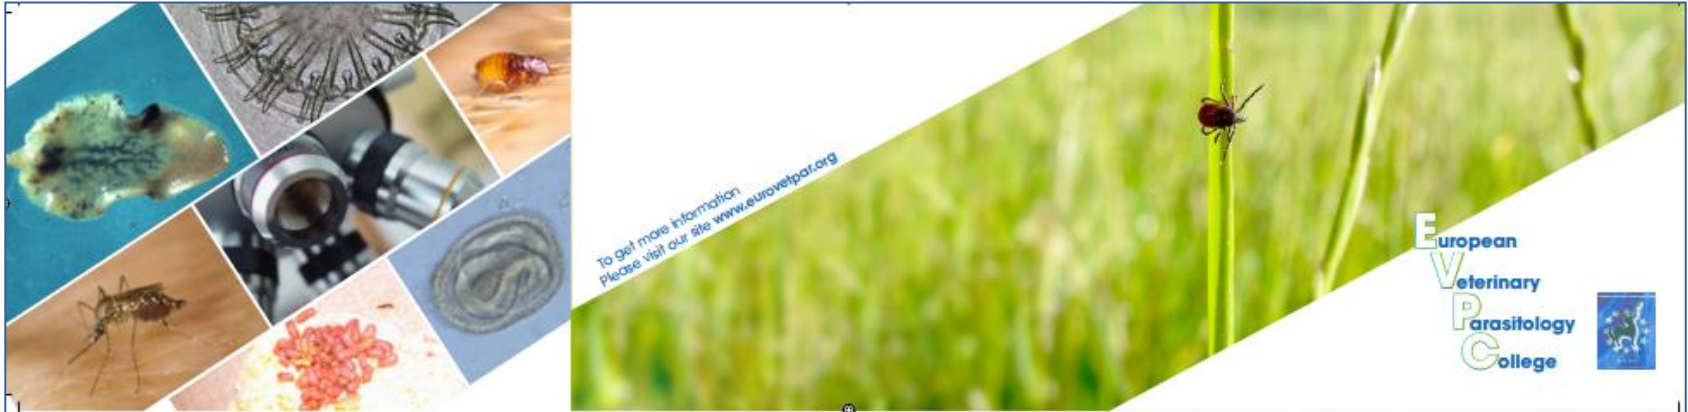 To get more information
Please visit our site www.eurovetpar.org
European
Veterinary
Parasitology
College